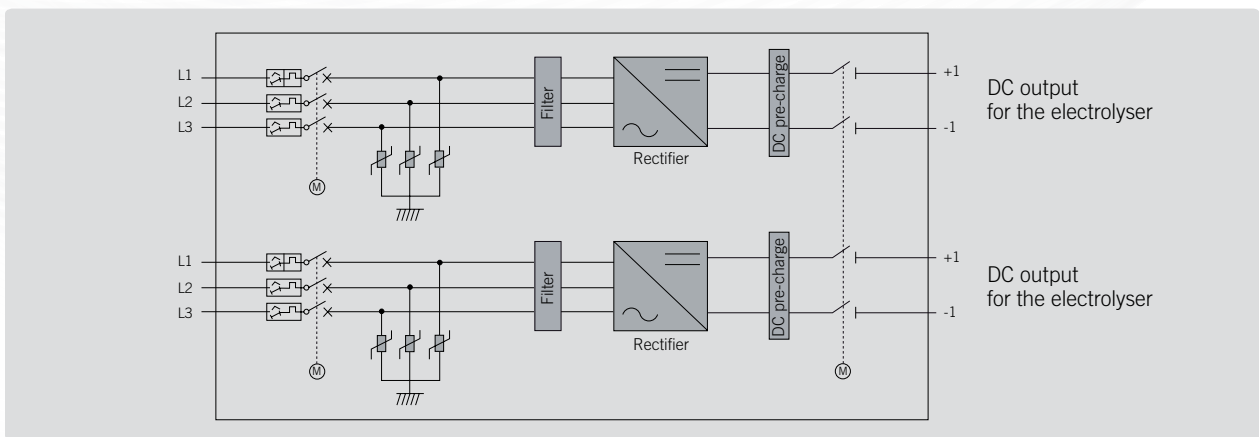 L1
L2
L3
M
Filter
Rectifier
DC pre-charge
+1
-1
DC output
for the electrolyser
L1
L2
L3
M
Filter
Rectifier
DC pre-charge
+1
-1
M
DC output
for the electrolyser